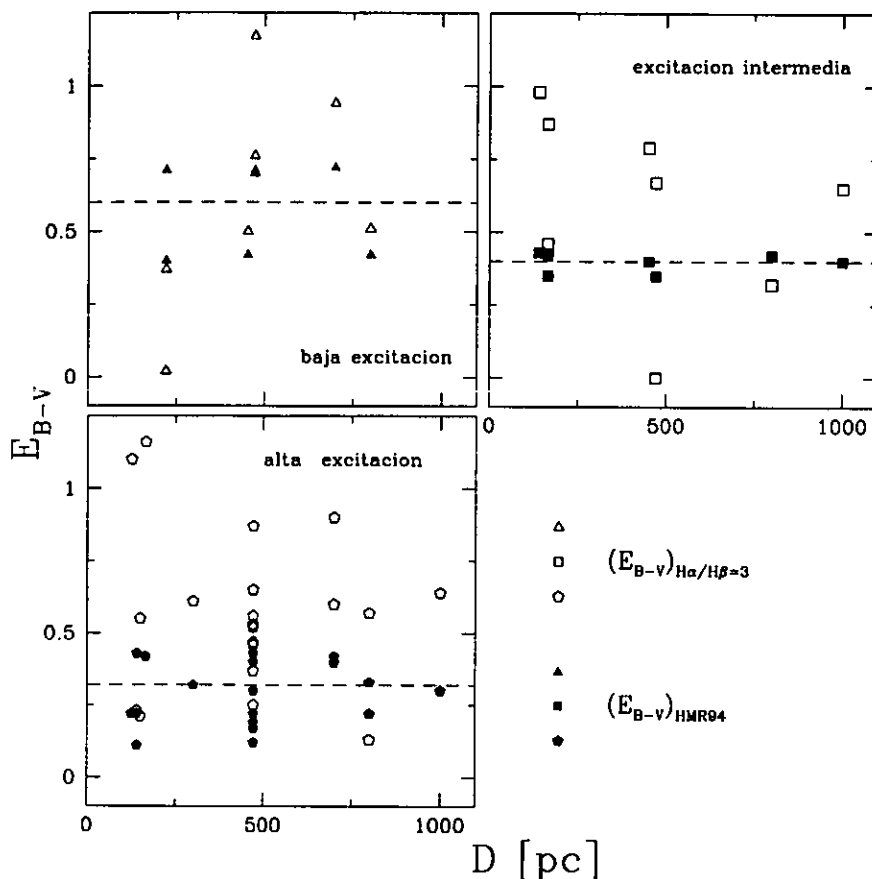 excitacion intermedia
1
0.5
0
baja excitacion
E_{B-V}
0
500
1000
alta excitacion
1
0.5
0
0
500
1000
(E_{B-V})_{Hα/Hβ=3}
(E_{B-V})_{HMR94}
D [pc]